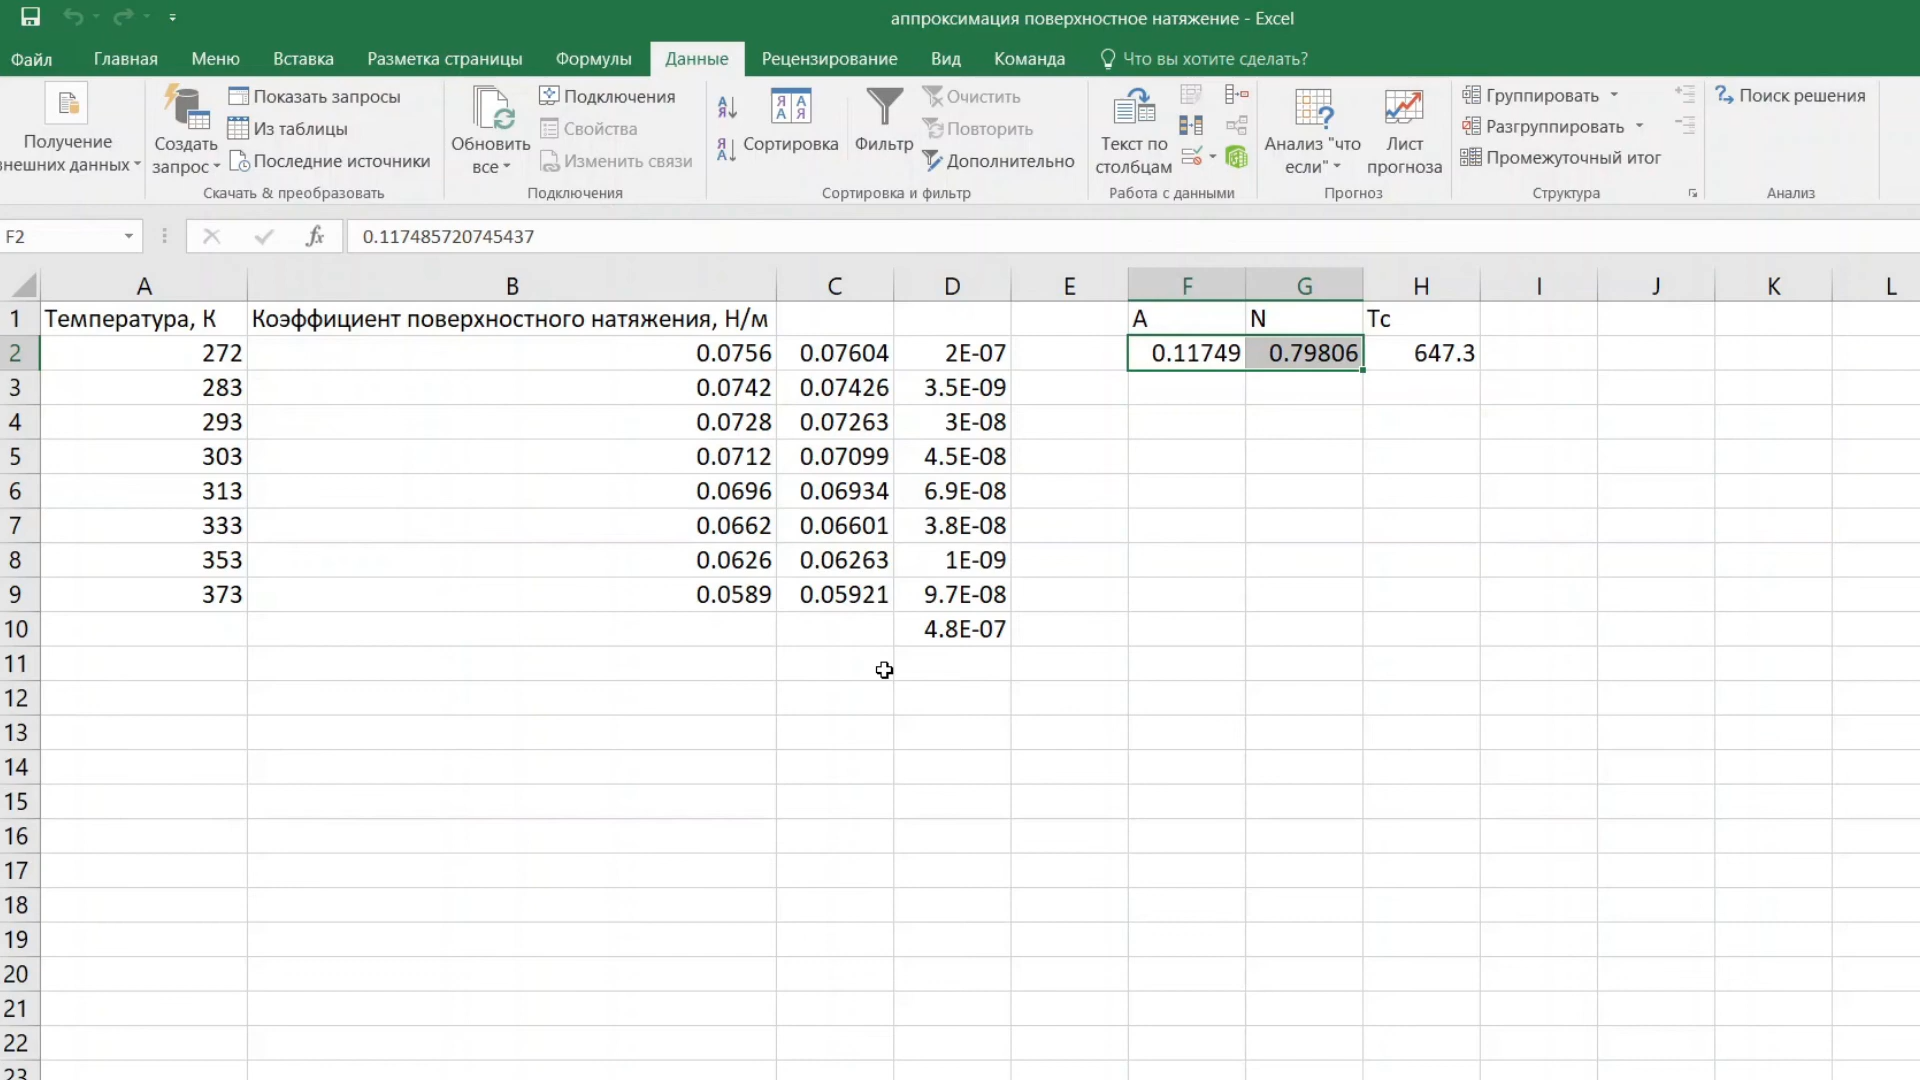 аппроксимация поверхностное натяжение - Excel
Файл Главная Меню Вставка Разметка страницы Формулы Данные Рецензирование Вид Команда Что вы хотите сделать?
Получение внешних данных
Создать запрос
Показать запросы
Из таблицы
Последние источники
Скачать & преобразовать
Обновить все
Подключения
Свойства
Изменить связи
Подключения
Сортировка
Фильтр
Очистить
Повторить
Дополнительно
Сортировка и фильтр
Текст по столбцам
Работа с данными
Анализ "что если"
Лист прогноза
Прогноз
Группировать
Разгруппировать
Промежуточный итог
Структура
Поиск решения
Анализ
F2 fx 0.117485720745437
A B C D E F G H I J K L
1 Температура, К Коэффициент поверхностного натяжения, Н/м A N Tc
2 272 0.0756 0.07604 2E-07 0.11749 0.79806 647.3
3 283 0.0742 0.07426 3.5E-09
4 293 0.0728 0.07263 3E-08
5 303 0.0712 0.07099 4.5E-08
6 313 0.0696 0.06934 6.9E-08
7 333 0.0662 0.06601 3.8E-08
8 353 0.0626 0.06263 1E-09
9 373 0.0589 0.05921 9.7E-08
10 4.8E-07
11
12
13
14
15
16
17
18
19
20
21
22
23